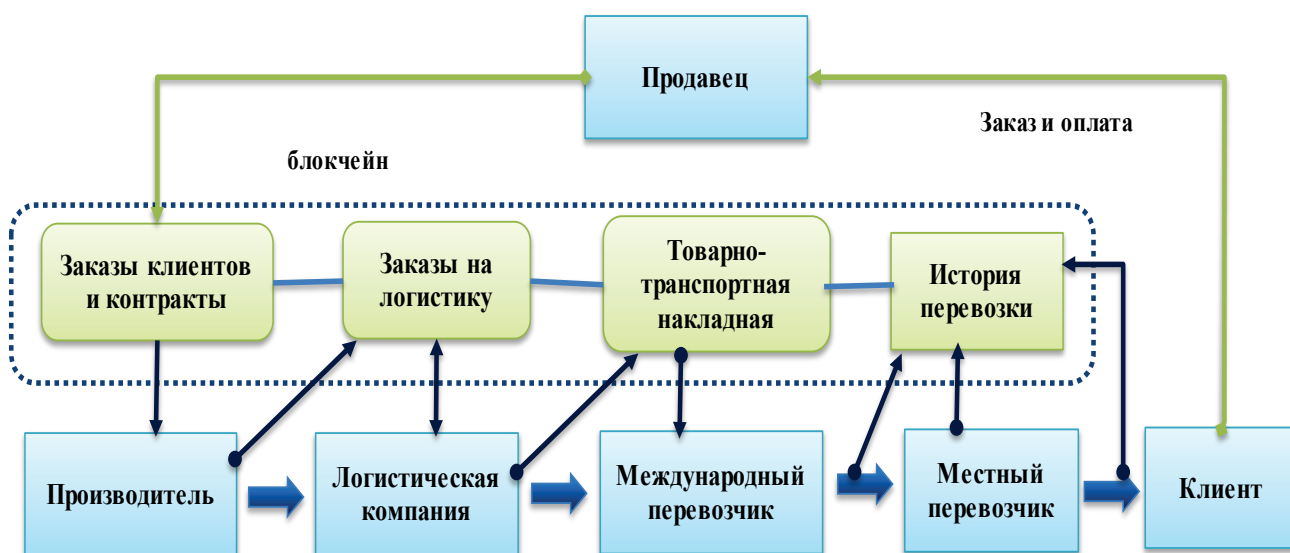 Продавец
Заказ и оплата
блокчейн
Заказы клиентов
и контракты
Заказы на
логистику
Товарно-
транспортная
накладная
История
перевозки
Производитель
Логистическая
компания
Международный
перевозчик
Местный
перевозчик
Клиент